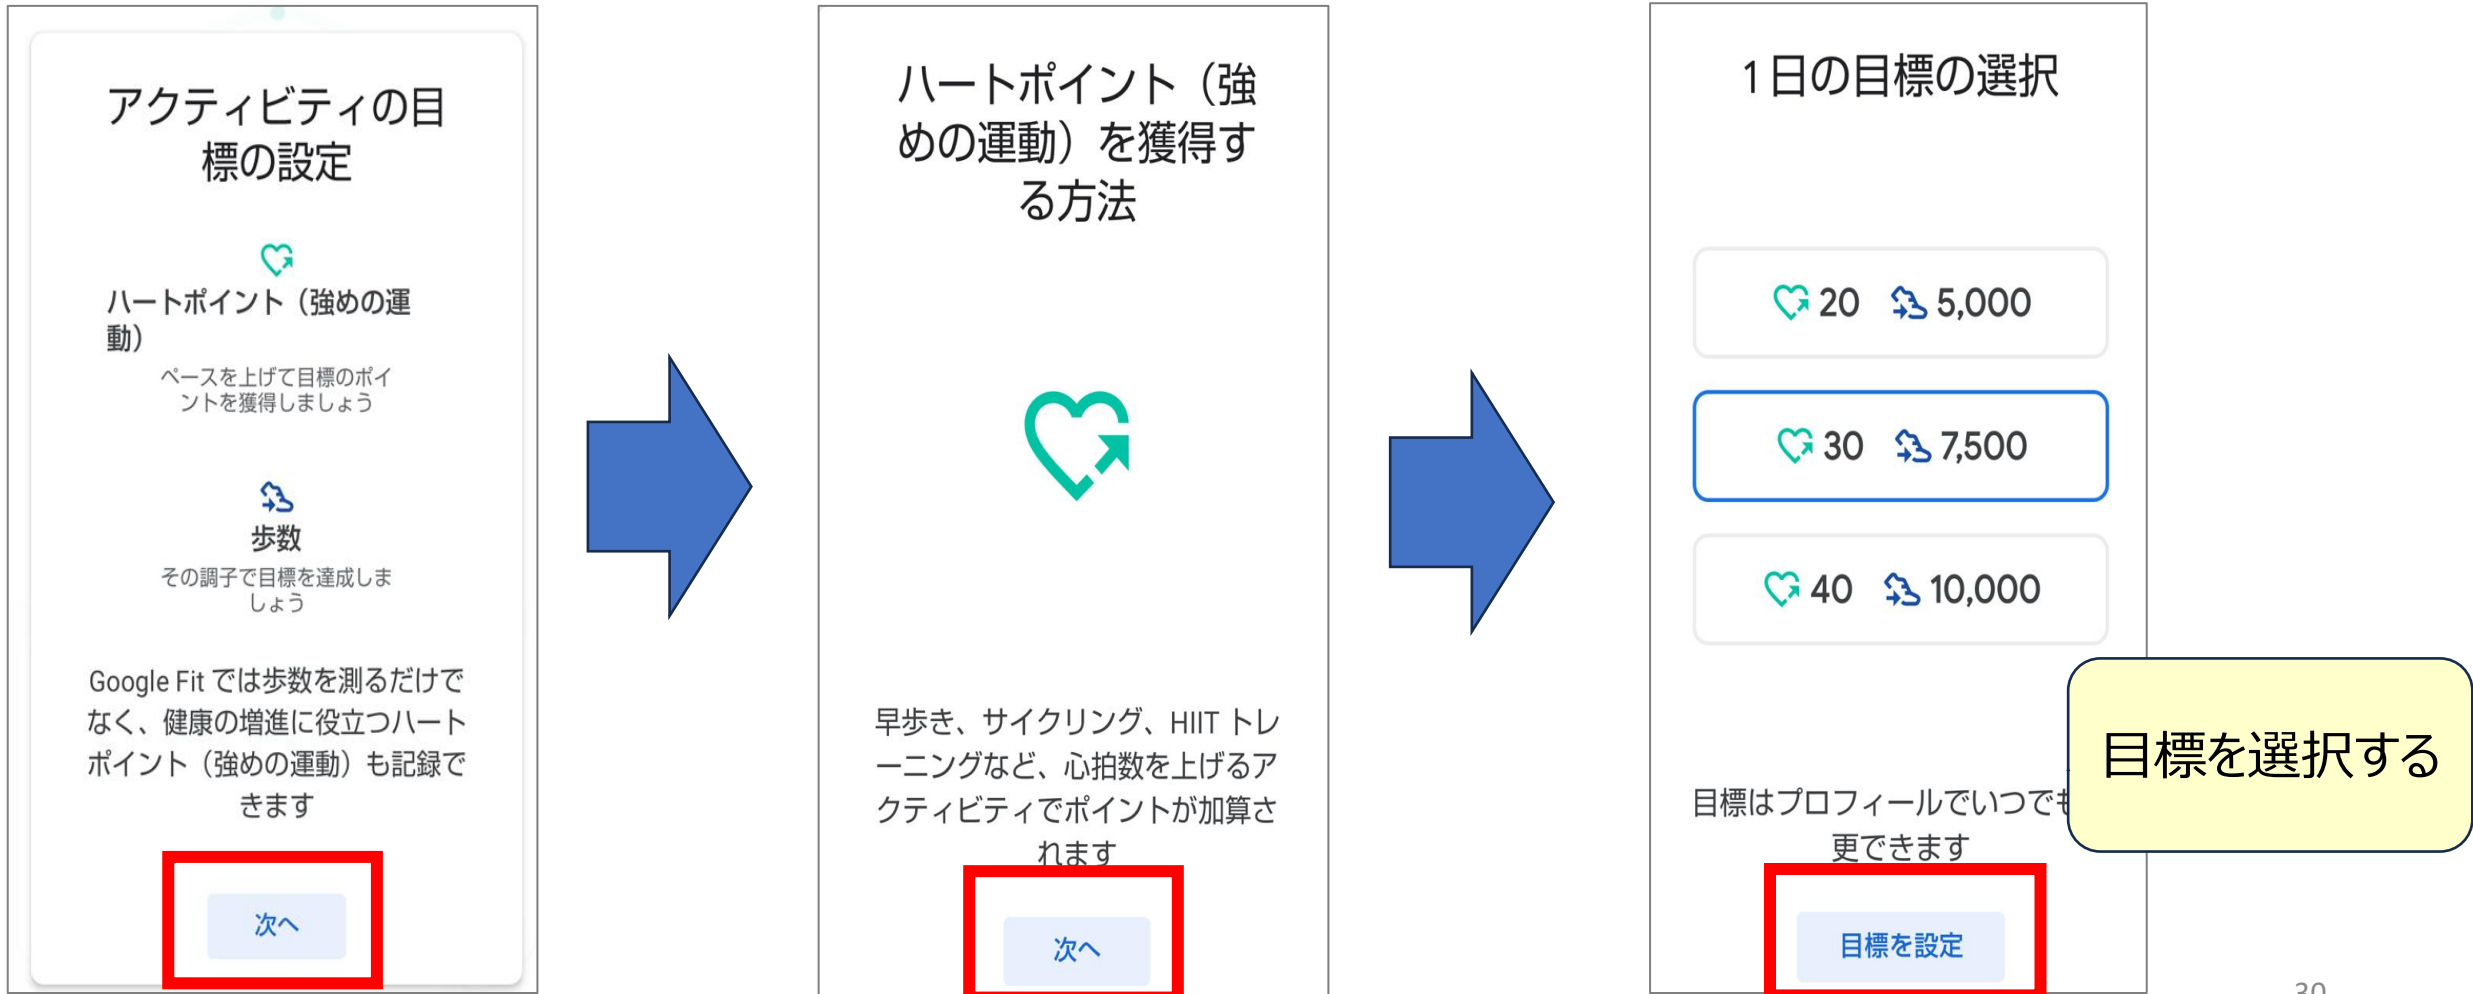 アクティビティの目
標の設定
ハートポイント（強めの運
動）
ペースを上げて目標のポイ
ントを獲得しましょう
歩数
その調子で目標を達成しま
しょう
Google Fit では歩数を測るだけで
なく、健康の増進に役立つハート
ポイント（強めの運動）も記録で
きます
次へ
ハートポイント（強
めの運動）を獲得す
る方法
早歩き、サイクリング、HIIT トレ
ーニングなど、心拍数を上げるア
クティビティでポイントが加算さ
れます
次へ
1日の目標の選択
20 5,000
30 7,500
40 10,000
目標はプロフィールでいつでも
更できます
目標を設定
目標を選択する
30